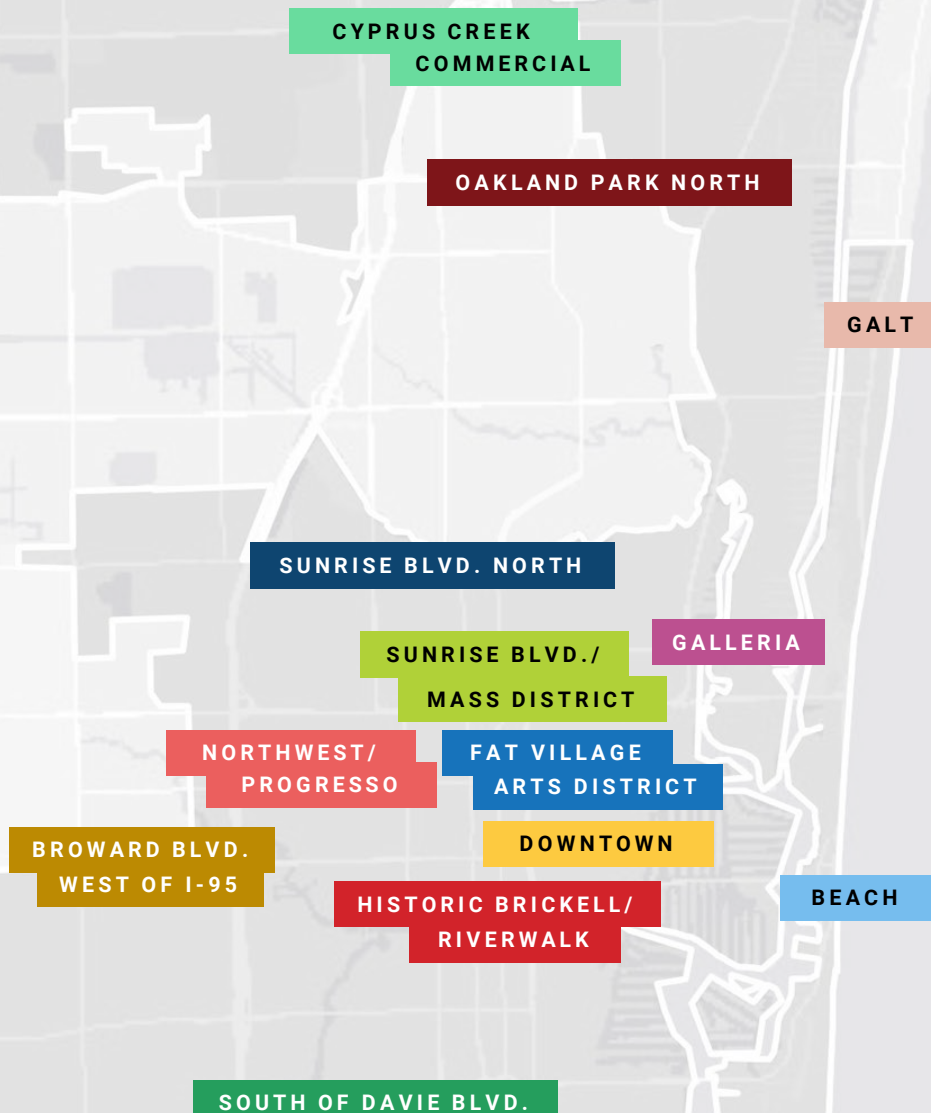 CYPRUS CREEK
COMMERCIAL
OAKLAND PARK NORTH
GALT
SUNRISE BLVD. NORTH
GALLERIA
SUNRISE BLVD./
MASS DISTRICT
NORTHWEST/
PROGRESSO
FAT VILLAGE
ARTS DISTRICT
DOWNTOWN
BROWARD BLVD.
WEST OF I-95
HISTORIC BRICKELL/
RIVERWALK
BEACH
SOUTH OF DAVIE BLVD.